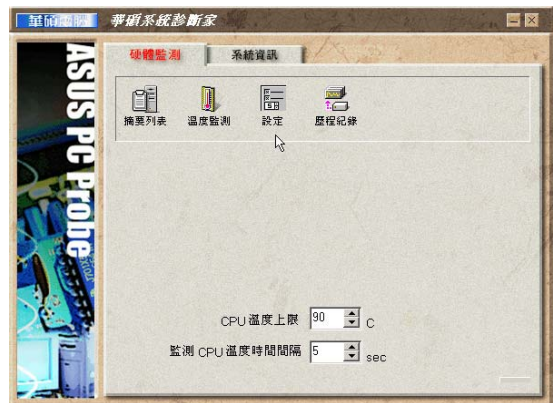 華碩電腦 華碩系統診斷家
ASUS PC Probe
硬體監測 系統資訊
摘要列表 溫度監測 設定 歷程紀錄
CPU 溫度上限 90 C
監測 CPU 溫度時間間隔 5 sec